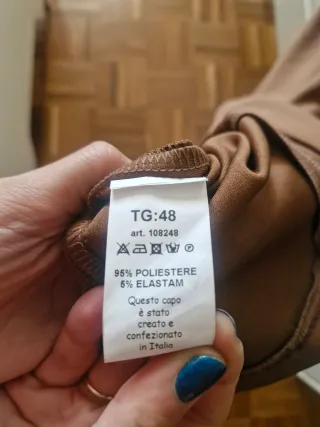 TG:48
art. 108248
95% POLIESTERE
5% ELASTAM
Questo capo
è stato
creato e
confezionato
in Italia